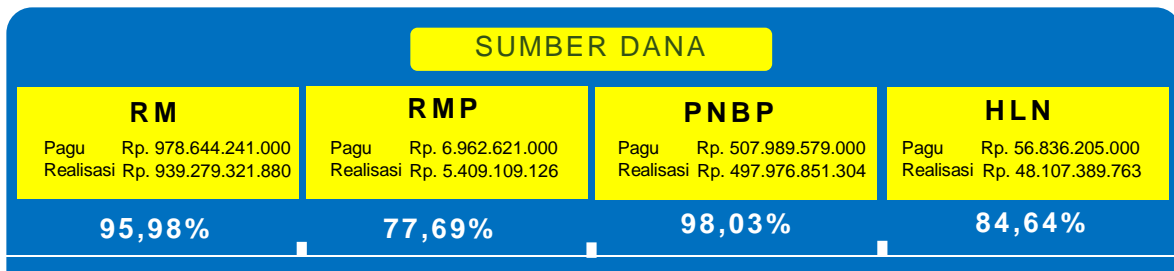 SUMBER DANA
RM
Pagu Rp. 978.644.241.000
Realisasi Rp. 939.279.321.880
95,98%
RMP
Pagu Rp. 6.962.621.000
Realisasi Rp. 5.409.109.126
77,69%
PNBP
Pagu Rp. 507.989.579.000
Realisasi Rp. 497.976.851.304
98,03%
HLN
Pagu Rp. 56.836.205.000
Realisasi Rp. 48.107.389.763
84,64%